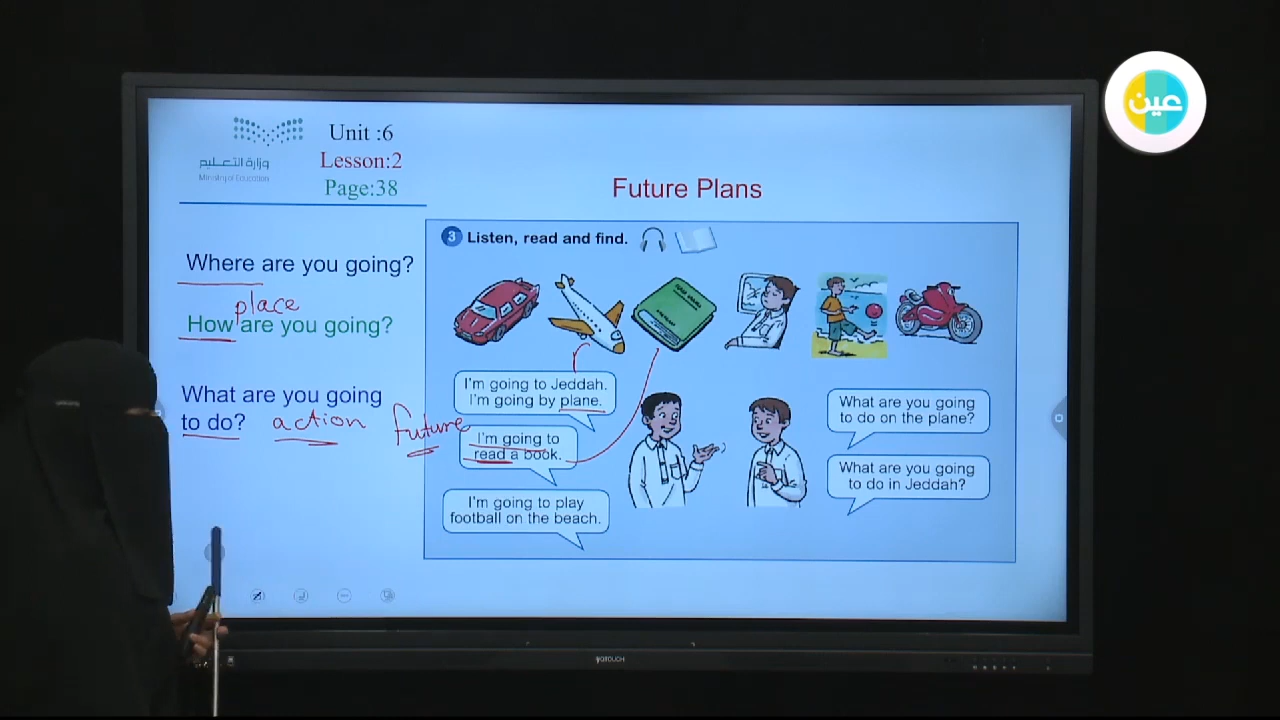 عين
وزارة التعليم
Ministry of Education
Unit :6
Lesson:2
Page:38
Future Plans
Where are you going?
place
How are you going?
What are you going
to do?
action
future
3 Listen, read and find.
I'm going to Jeddah.
I'm going by plane.
I'm going to
read a book.
I'm going to play
football on the beach.
What are you going
to do on the plane?
What are you going
to do in Jeddah?
YOTOUCH